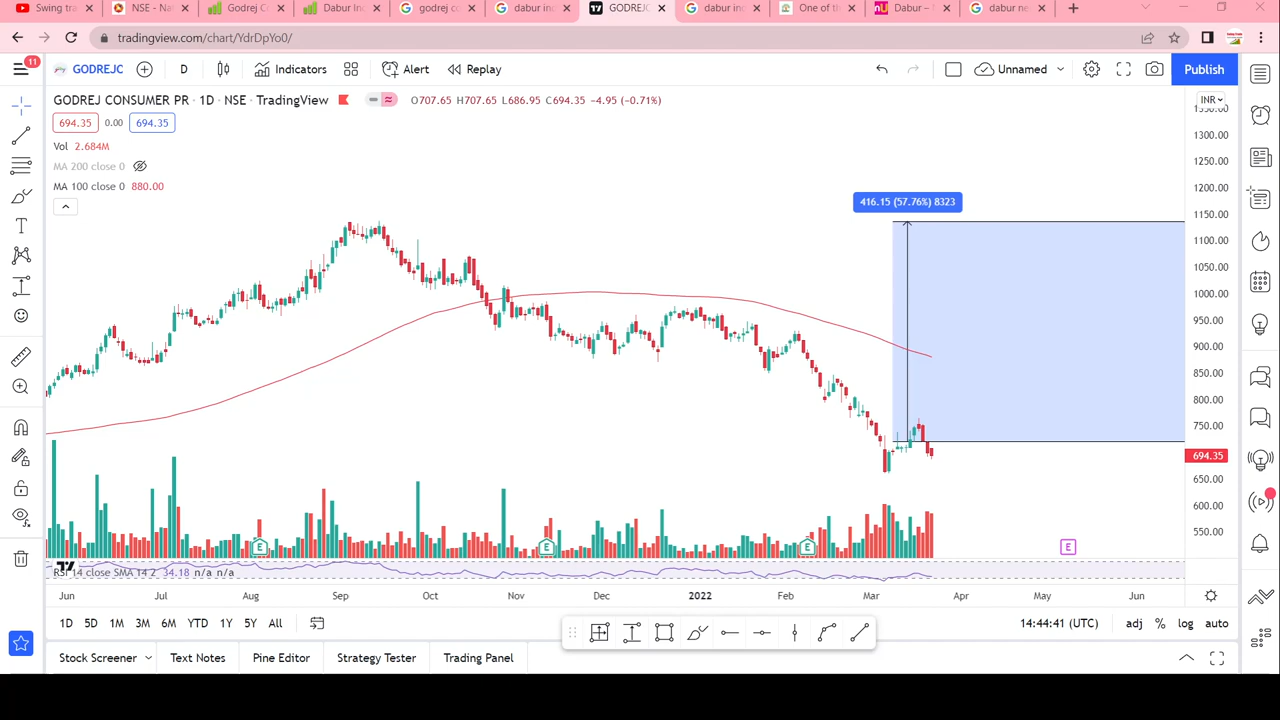 Swing tra
NSE - Nat
Godrej Co
Dabur Ind
godrej co
dabur ind
GODREJC
dabur ind
One of th
Dabur – F
dabur ne
tradingview.com/chart/YdrDpYo0/
11
GODREJC
D
Indicators
Alert
Replay
Unnamed
Publish
GODREJ CONSUMER PR · 1D · NSE · TradingView
O707.65 H707.65 L686.95 C694.35 −4.95 (−0.71%)
INR
694.35 0.00 694.35
Vol 2.684M
MA 200 close 0
MA 100 close 0 880.00
416.15 (57.76%) 8323
1350.00
1300.00
1250.00
1200.00
1150.00
1100.00
1050.00
1000.00
950.00
900.00
850.00
800.00
750.00
694.35
650.00
600.00
550.00
E
E
E
E
RSI 14 close SMA 14 2 34.18 n/a n/a
Jun Jul Aug Sep Oct Nov Dec 2022 Feb Mar Apr May Jun
1D 5D 1M 3M 6M YTD 1Y 5Y All
14:44:41 (UTC) adj % log auto
Stock Screener Text Notes Pine Editor Strategy Tester Trading Panel